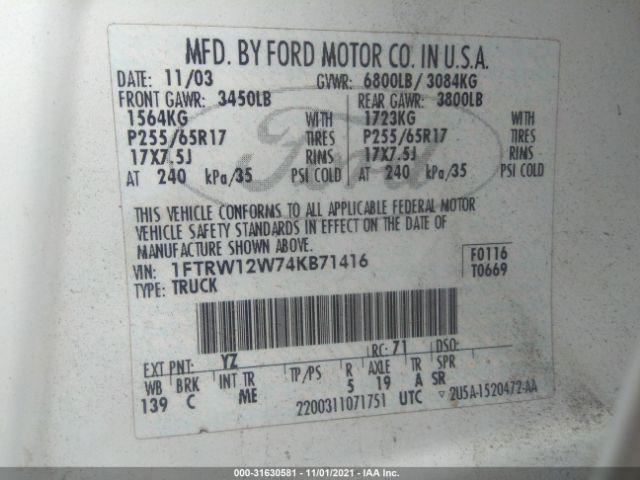 MFD. BY FORD MOTOR CO. IN U.S.A.
DATE: 11/03 GVWR: 6800LB/ 3084KG
FRONT GAWR: 3450LB REAR GAWR: 3800LB
1564KG WITH 1723KG WITH
P255/65R17 TIRES P255/65R17 TIRES
17X7.5J RIMS 17X7.5J RIMS
AT 240 kPa/35 PSI COLD AT 240 kPa/35 PSI COLD
THIS VEHICLE CONFORMS TO ALL APPLICABLE FEDERAL MOTOR
VEHICLE SAFETY STANDARDS IN EFFECT ON THE DATE OF
MANUFACTURE SHOWN ABOVE.
VIN: 1FTRW12W74KB71416 F0116
TYPE: TRUCK T0669
EXT PNT: YZ RC: 71 DSO:
WB BRK INT TR TP/PS R AXLE TR SPR
139 C ME 5 19 A SR
2200311071751 UTC ▽ 2U5A-1520472-AA
Ford
000-31630581 - 11/01/2021 - IAA Inc.